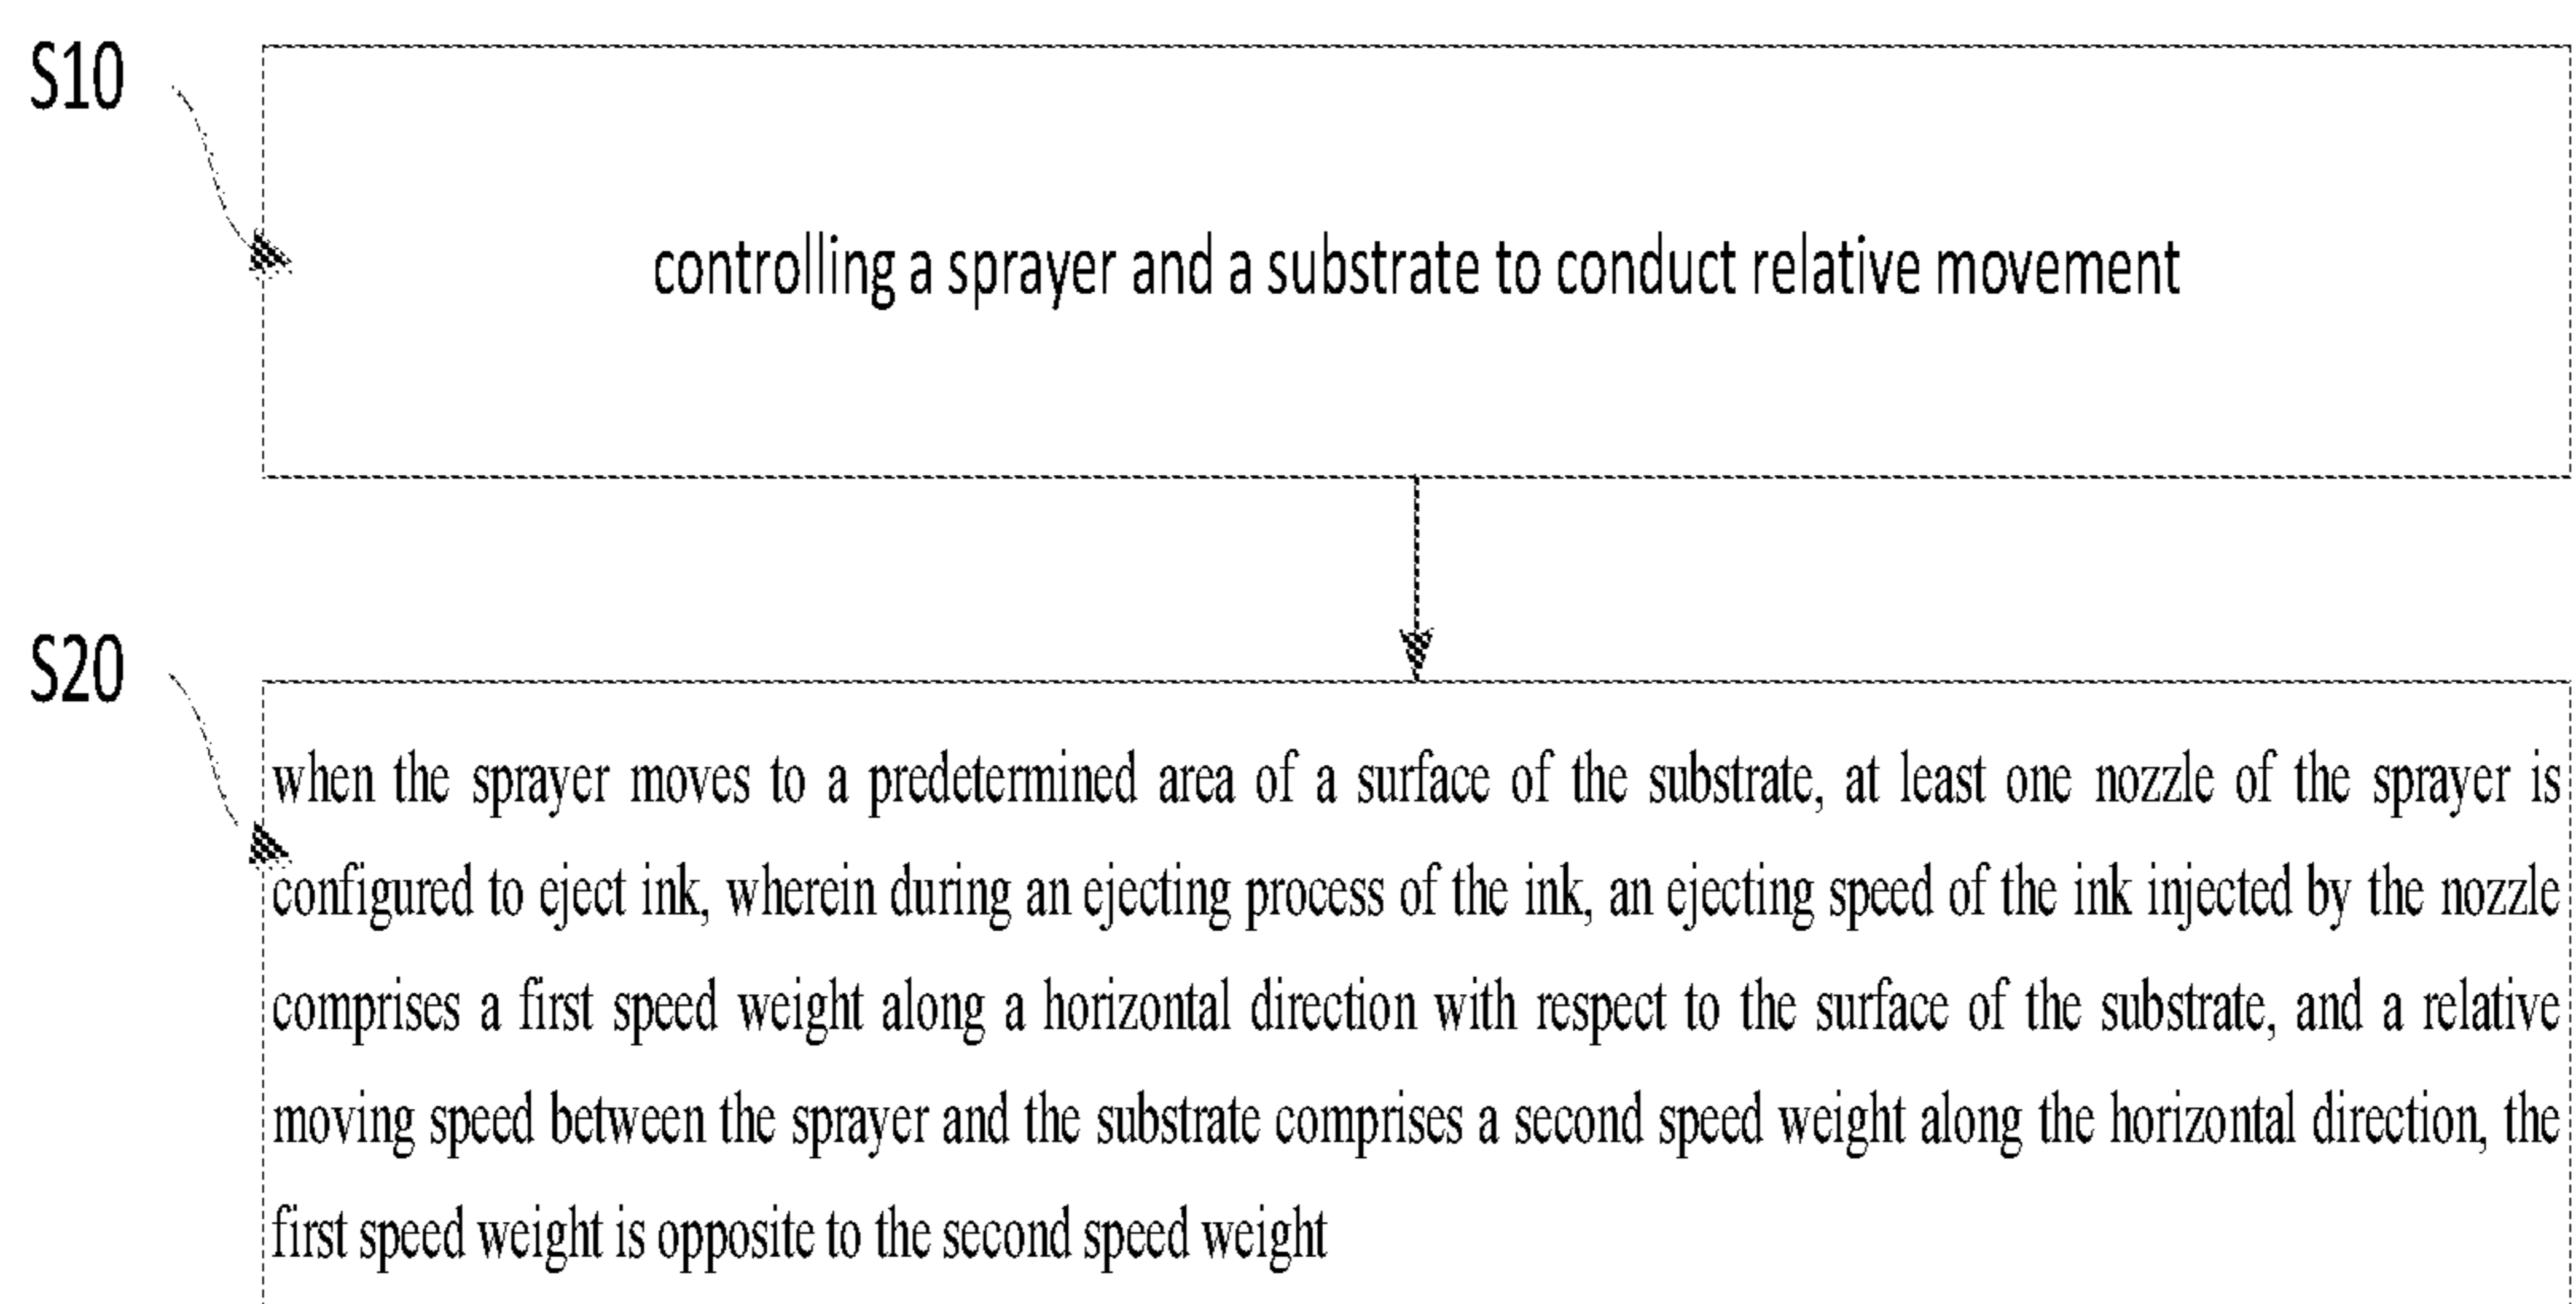 S10
controlling a sprayer and a substrate to conduct relative movement
S20
when the sprayer moves to a predetermined area of a surface of the substrate, at least one nozzle of the sprayer is
configured to eject ink, wherein during an ejecting process of the ink, an ejecting speed of the ink injected by the nozzle
comprises a first speed weight along a horizontal direction with respect to the surface of the substrate, and a relative
moving speed between the sprayer and the substrate comprises a second speed weight along the horizontal direction, the
first speed weight is opposite to the second speed weight